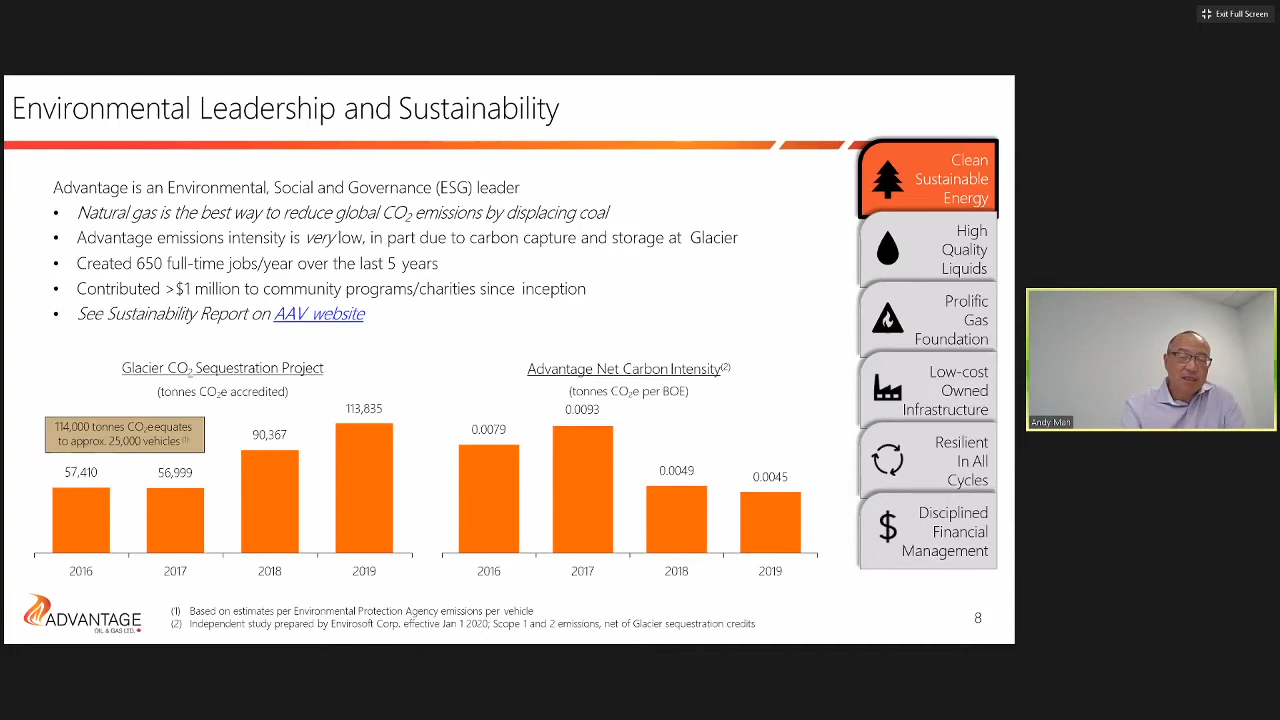 Exit Full Screen
Environmental Leadership and Sustainability
Advantage is an Environmental, Social and Governance (ESG) leader
• Natural gas is the best way to reduce global CO₂ emissions by displacing coal
• Advantage emissions intensity is very low, in part due to carbon capture and storage at Glacier
• Created 650 full-time jobs/year over the last 5 years
• Contributed >$1 million to community programs/charities since inception
• See Sustainability Report on AAV website
Clean
Sustainable
Energy
High
Quality
Liquids
Prolific
Gas
Foundation
Low-cost
Owned
Infrastructure
Resilient
In All
Cycles
$ Disciplined
Financial
Management
Glacier CO₂ Sequestration Project
(tonnes CO₂e accredited)
114,000 tonnes CO₂e equates
to approx. 25,000 vehicles (1)
57,410
56,999
90,367
113,835
2016 2017 2018 2019
Advantage Net Carbon Intensity(2)
(tonnes CO₂e per BOE)
0.0079
0.0093
0.0049
0.0045
2016 2017 2018 2019
ADVANTAGE
OIL & GAS LTD.
(1) Based on estimates per Environmental Protection Agency emissions per vehicle
(2) Independent study prepared by Envirosoft Corp. effective Jan 1 2020; Scope 1 and 2 emissions, net of Glacier sequestration credits
8
Andy Mah